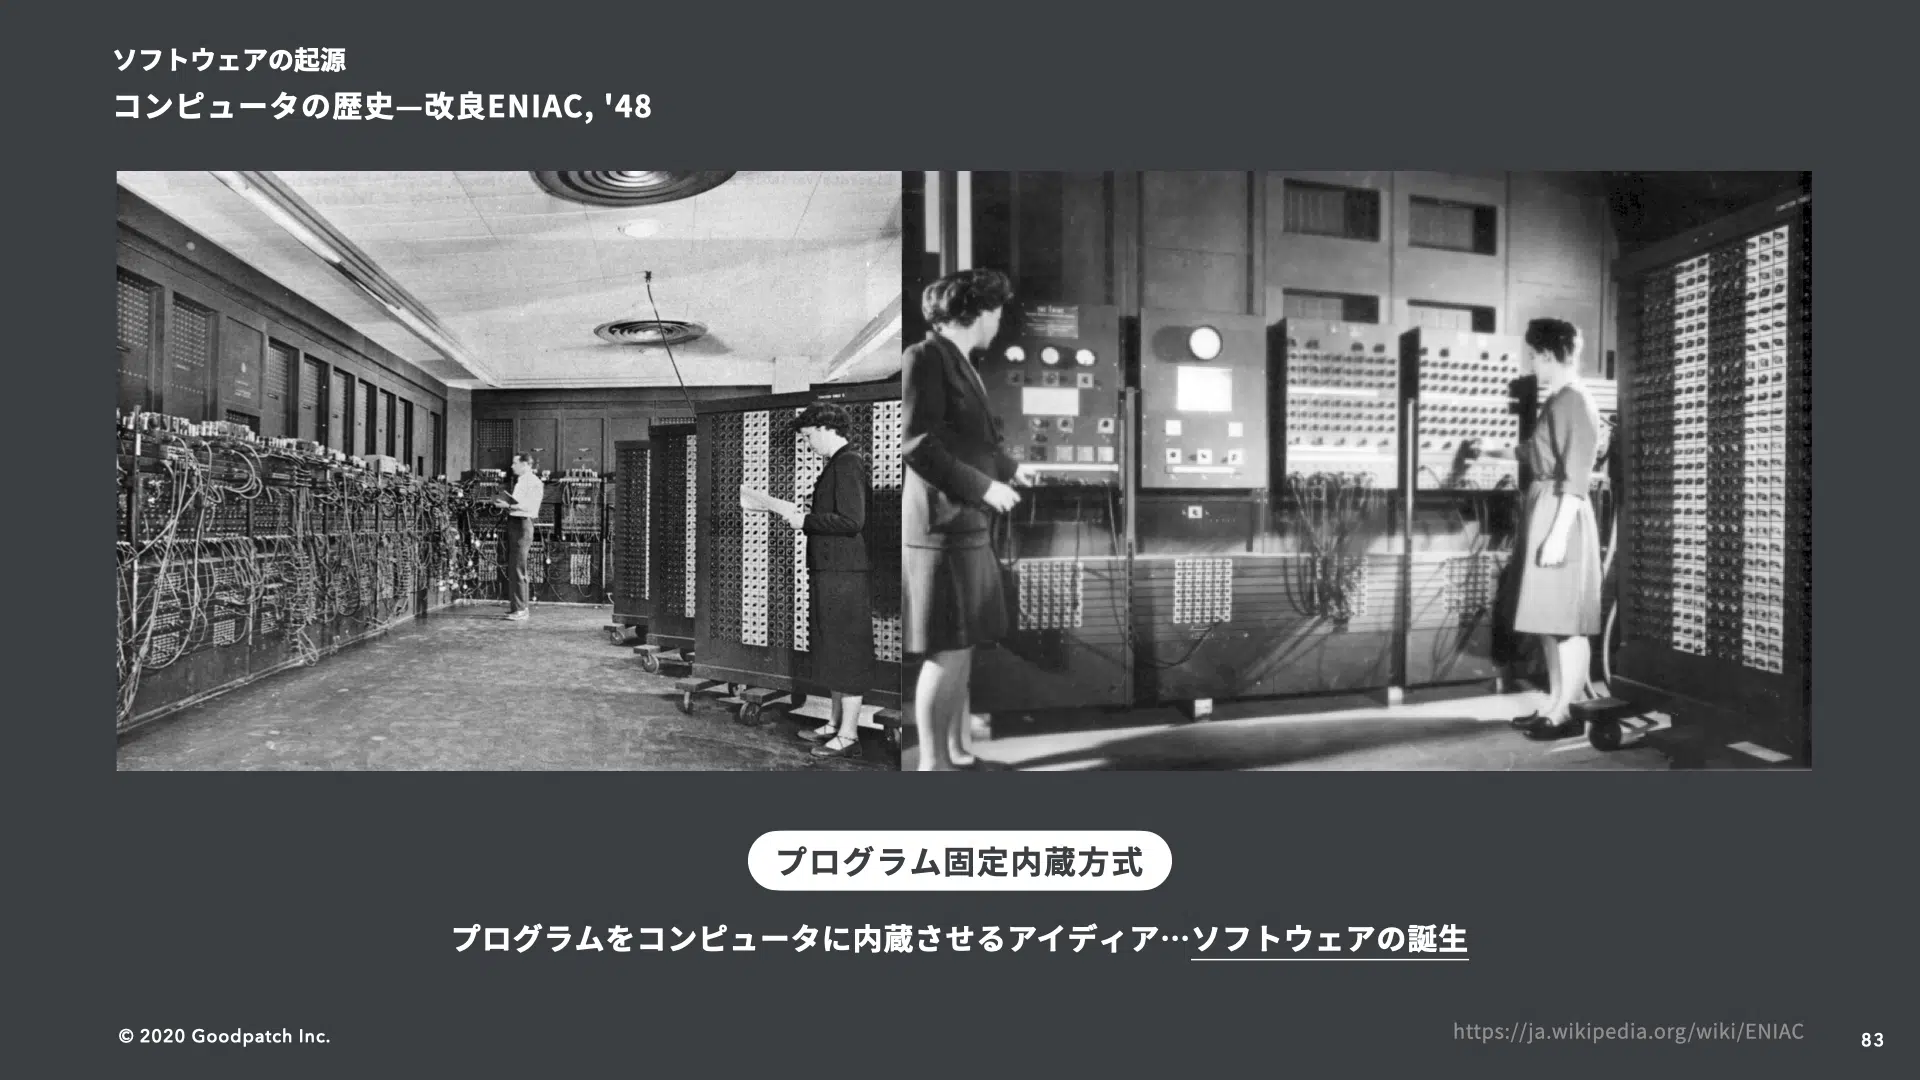 ソフトウェアの起源
コンピュータの歴史—改良ENIAC, '48
プログラム固定内蔵方式
プログラムをコンピュータに内蔵させるアイディア…ソフトウェアの誕生
© 2020 Goodpatch Inc.
https://ja.wikipedia.org/wiki/ENIAC
83